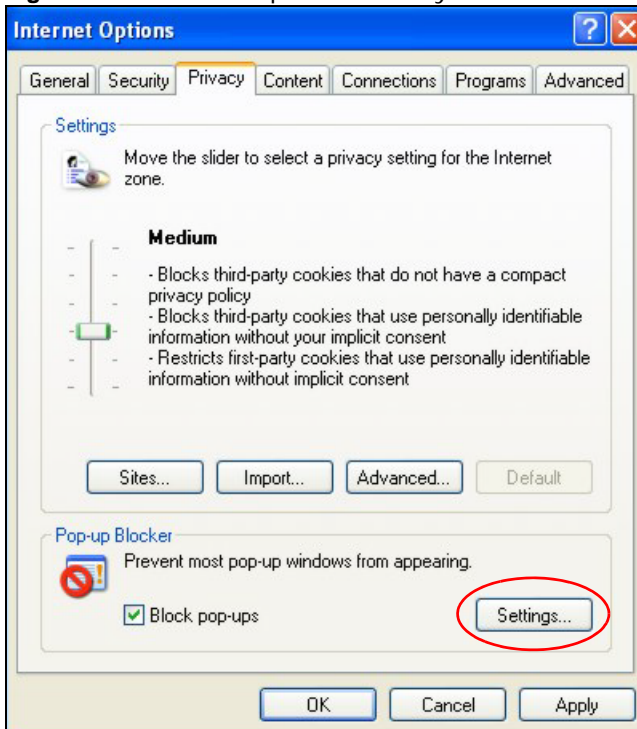 Internet Options
General Security Privacy Content Connections Programs Advanced
Settings
Move the slider to select a privacy setting for the Internet
zone.
Medium
- Blocks third-party cookies that do not have a compact
privacy policy
- Blocks third-party cookies that use personally identifiable
information without your implicit consent
- Restricts first-party cookies that use personally identifiable
information without implicit consent
Sites... Import... Advanced... Default
Pop-up Blocker
Prevent most pop-up windows from appearing.
Block pop-ups Settings...
OK Cancel Apply